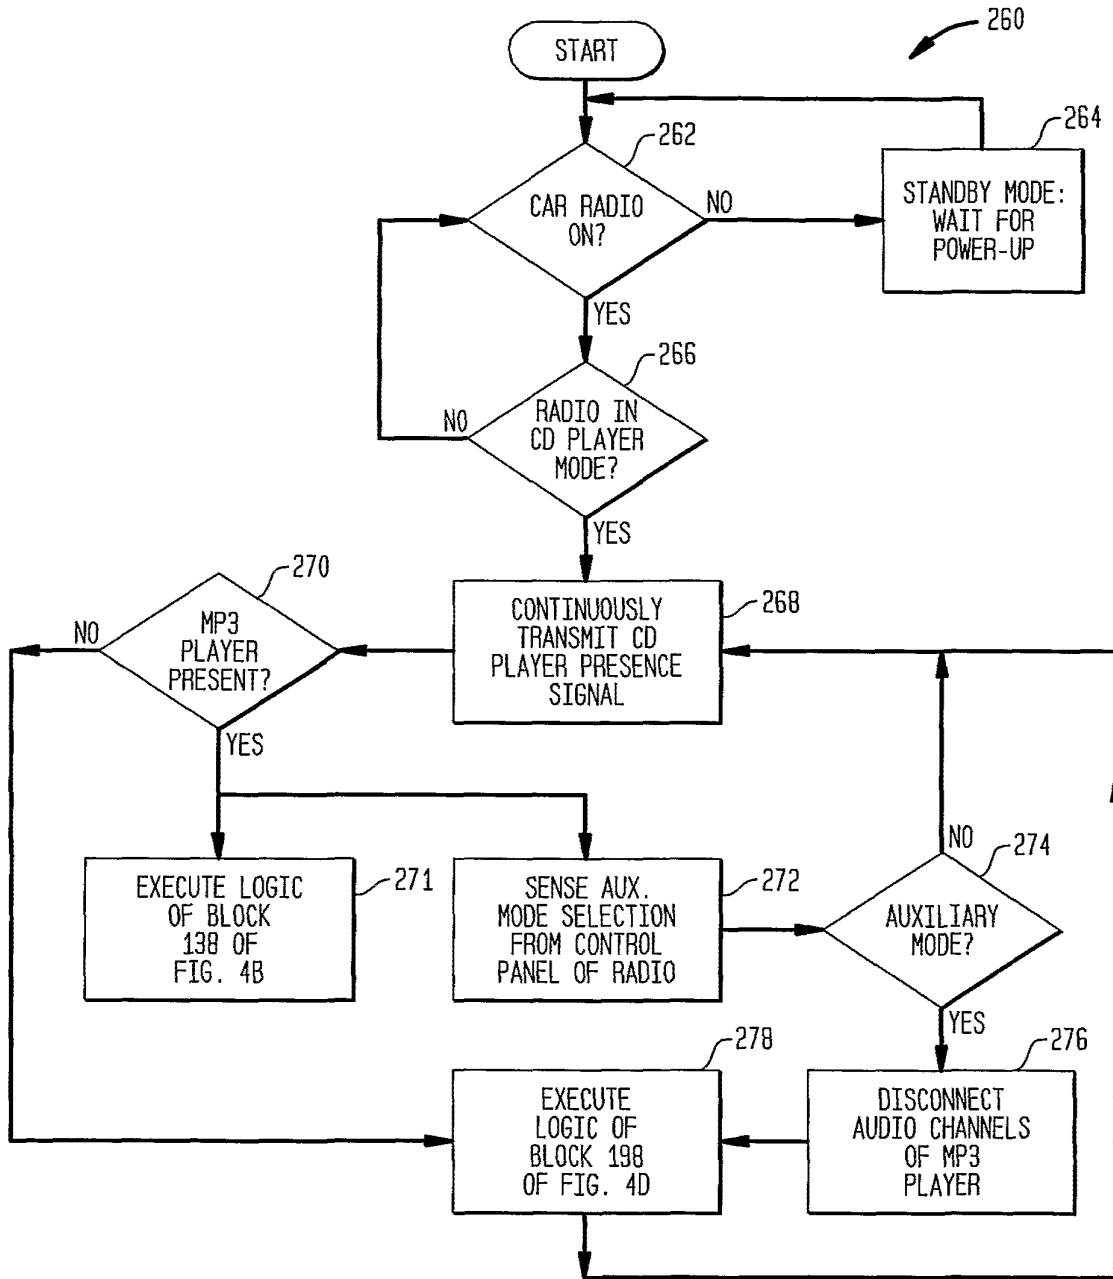 260
START
262
264
CAR RADIO
ON?
NO
STANDBY MODE:
WAIT FOR
POWER-UP
YES
266
RADIO IN
CD PLAYER
MODE?
NO
YES
270
MP3
PLAYER
PRESENT?
NO
YES
268
CONTINUOUSLY
TRANSMIT CD
PLAYER PRESENCE
SIGNAL
271
EXECUTE LOGIC
OF BLOCK
138 OF
FIG. 4B
272
SENSE AUX.
MODE SELECTION
FROM CONTROL
PANEL OF RADIO
NO
274
AUXILIARY
MODE?
YES
278
EXECUTE
LOGIC OF
BLOCK 198
OF FIG. 4D
276
DISCONNECT
AUDIO CHANNELS
OF MP3
PLAYER